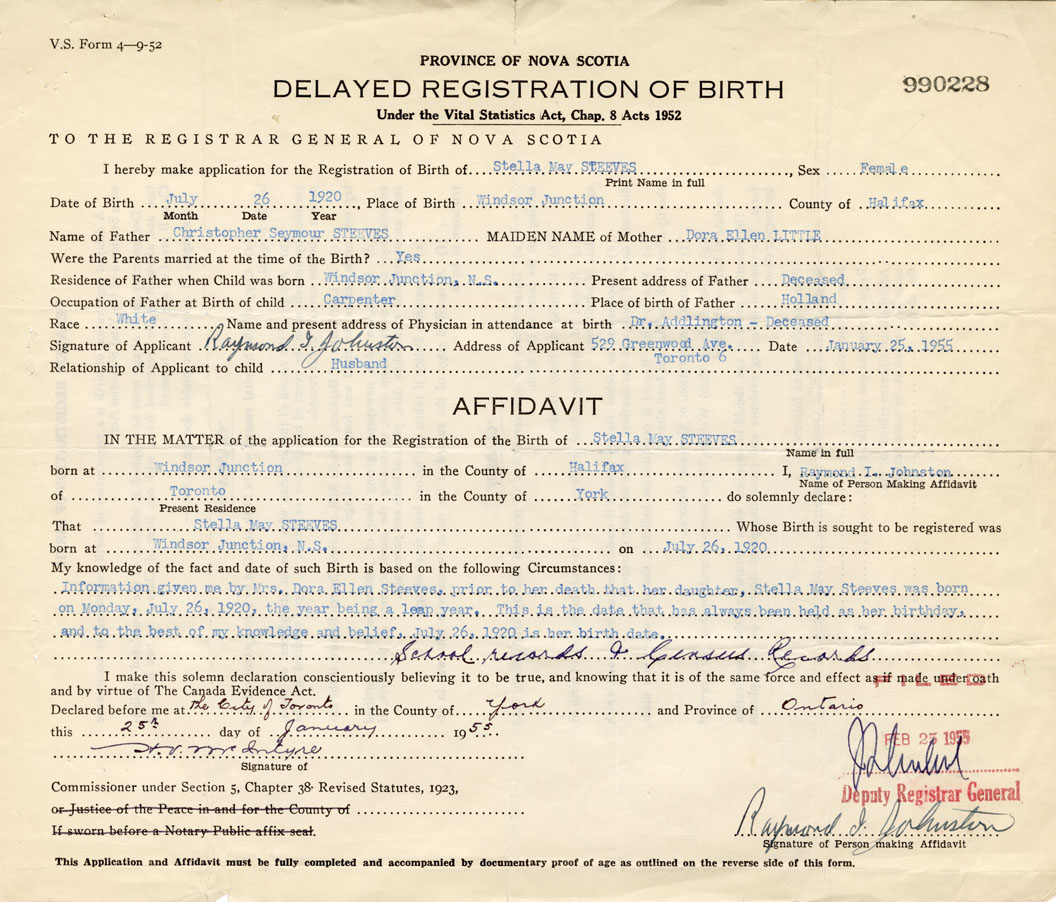 V.S. Form 4—9-52
PROVINCE OF NOVA SCOTIA
DELAYED REGISTRATION OF BIRTH
990228
Under the Vital Statistics Act, Chap. 8 Acts 1952
TO THE REGISTRAR GENERAL OF NOVA SCOTIA
I hereby make application for the Registration of Birth of Stella May STEEVES, Sex Female
Print Name in full
Date of Birth July 26 1920, Place of Birth Windsor Junction County of Halifax
Month Date Year
Name of Father Christopher Seymour STEEVES MAIDEN NAME of Mother Dora Ellen LITTLE
Were the Parents married at the time of the Birth? Yes
Residence of Father when Child was born Windsor Junction, N.S. Present address of Father Deceased
Occupation of Father at Birth of child Carpenter Place of birth of Father Holland
Race White Name and present address of Physician in attendance at birth Dr. Addlington - Deceased
Signature of Applicant Raymond I. Johnston Address of Applicant 529 Greenwood Ave. Date January 25, 1955
Toronto 6
Relationship of Applicant to child Husband
AFFIDAVIT
IN THE MATTER of the application for the Registration of the Birth of Stella May STEEVES
Name in full
born at Windsor Junction in the County of Halifax I, Raymond I. Johnston
Name of Person Making Affidavit
of Toronto in the County of York do solemnly declare:
Present Residence
That Stella May STEEVES Whose Birth is sought to be registered was
born at Windsor Junction, N.S. on July 26, 1920
My knowledge of the fact and date of such Birth is based on the following Circumstances:
Information given me by Mrs. Dora Ellen Steeves, prior to her death that her daughter, Stella May Steeves was born
on Monday, July 26, 1920, the year being a leap year. This is the date that has always been held as her birthday,
and to the best of my knowledge and belief, July 26, 1920 is her birth date.
School records & Census Records
I make this solemn declaration conscientiously believing it to be true, and knowing that it is of the same force and effect as if made under oath
and by virtue of The Canada Evidence Act.
FILED
Declared before me at the City of Toronto in the County of York and Province of Ontario
this 25th day of January 1955
FEB 23 1955
H. V. McIntyre
Signature of
Commissioner under Section 5, Chapter 38 Revised Statutes, 1923,
Deputy Registrar General
or Justice of the Peace in and for the County of
Raymond I. Johnston
If sworn before a Notary Public affix seal.
Signature of Person making Affidavit
This Application and Affidavit must be fully completed and accompanied by documentary proof of age as outlined on the reverse side of this form.